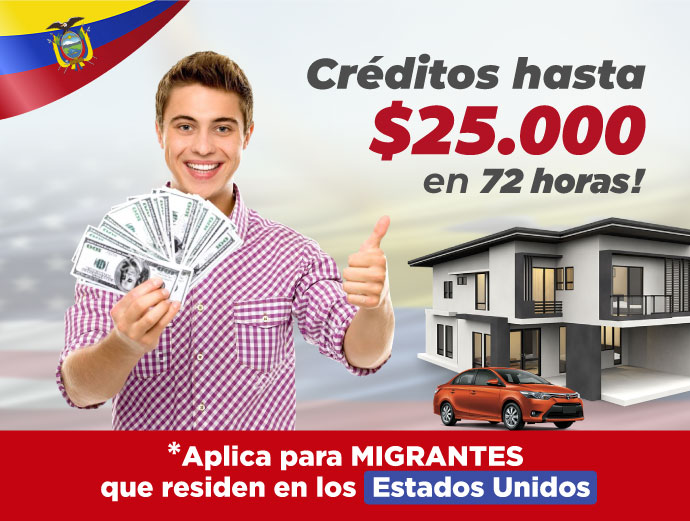 Créditos hasta
$25.000
en 72 horas!
*Aplica para MIGRANTES
que residen en los Estados Unidos